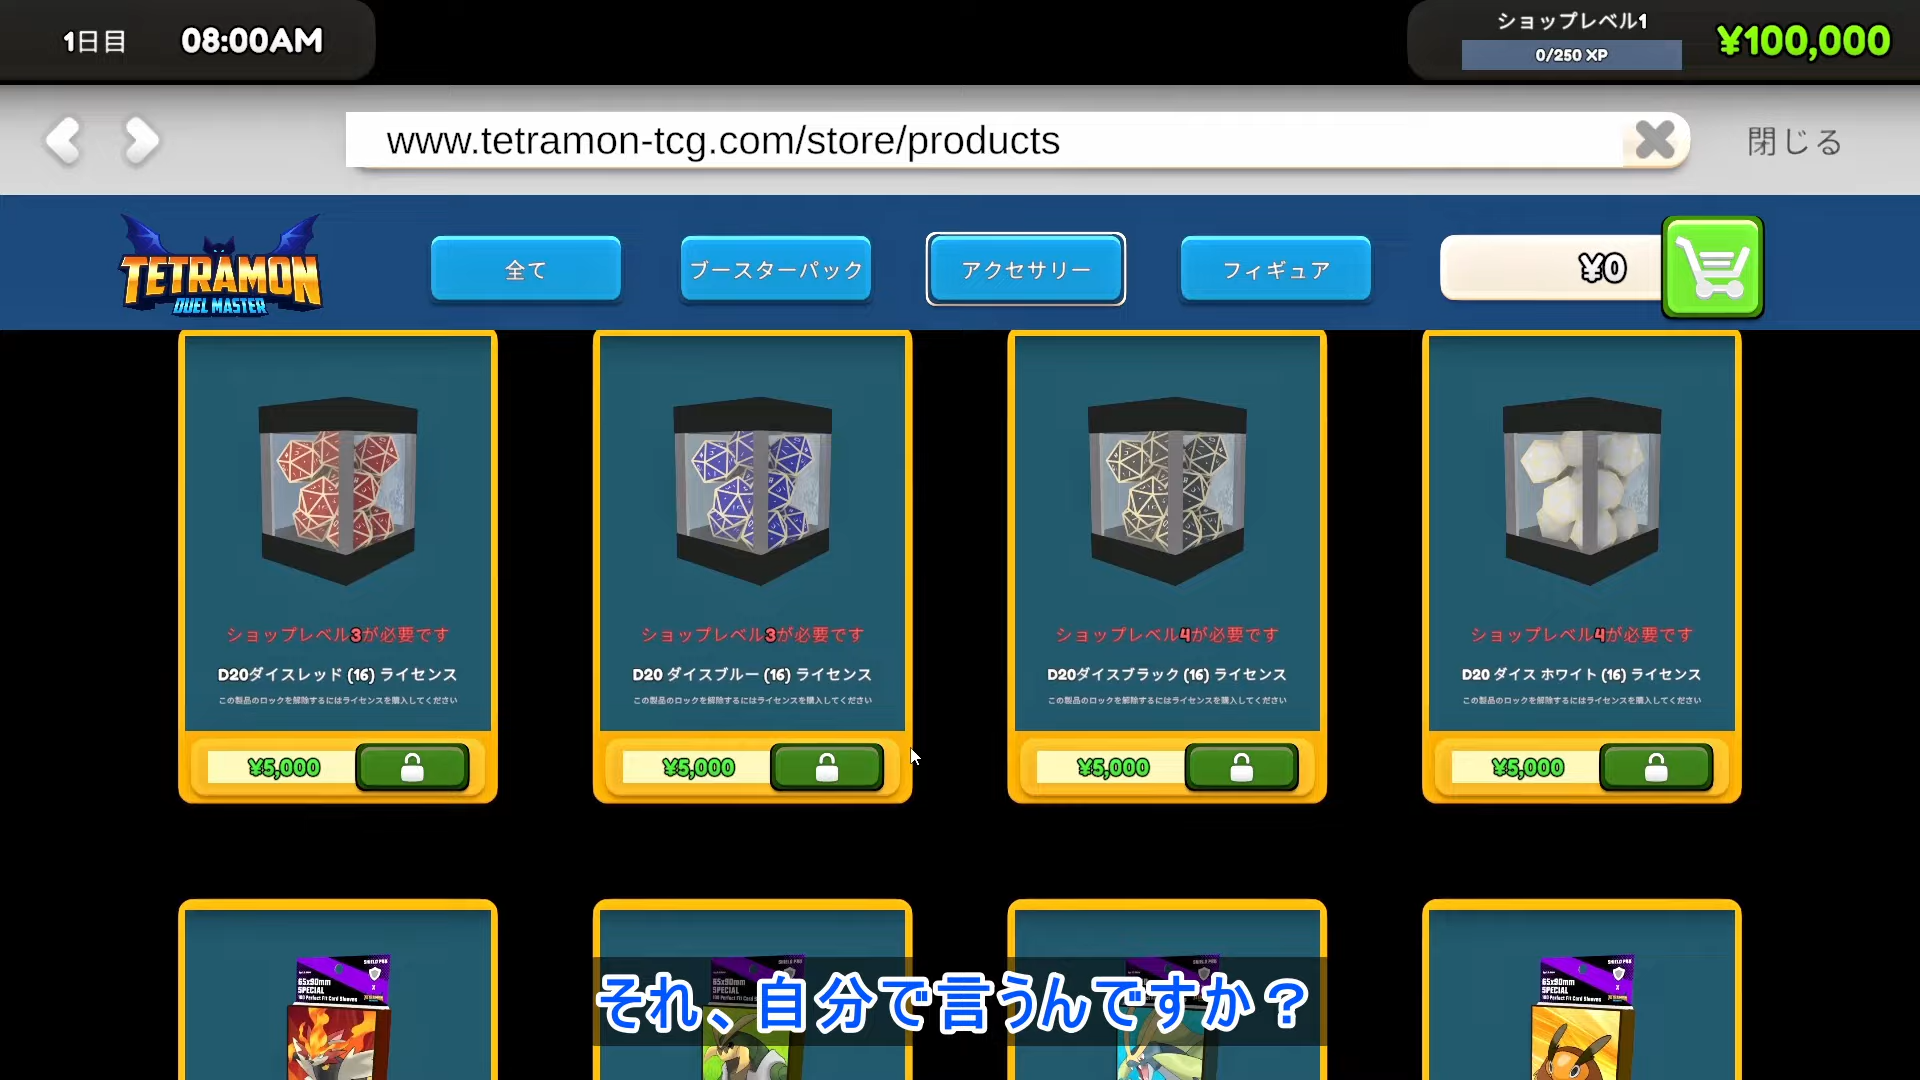 1日目 08:00AM
ショップレベル1
0/250 XP
¥100,000
www.tetramon-tcg.com/store/products
閉じる
TETRAMON
DUEL MASTER
全て
ブースターパック
アクセサリー
フィギュア
¥0
ショップレベル3が必要です
D20ダイスレッド (16) ライセンス
この製品のロックを解除するにはライセンスを購入してください
¥5,000
ショップレベル3が必要です
D20 ダイスブルー (16) ライセンス
この製品のロックを解除するにはライセンスを購入してください
¥5,000
ショップレベル4が必要です
D20ダイスブラック (16) ライセンス
この製品のロックを解除するにはライセンスを購入してください
¥5,000
ショップレベル4が必要です
D20 ダイス ホワイト (16) ライセンス
この製品のロックを解除するにはライセンスを購入してください
¥5,000
65x90mm
SPECIAL
100 Perfect Fit Card Sleeves
65x90mm
SPECIAL
100 Perfect Fit Card Sleeves
それ、自分で言うんですか？